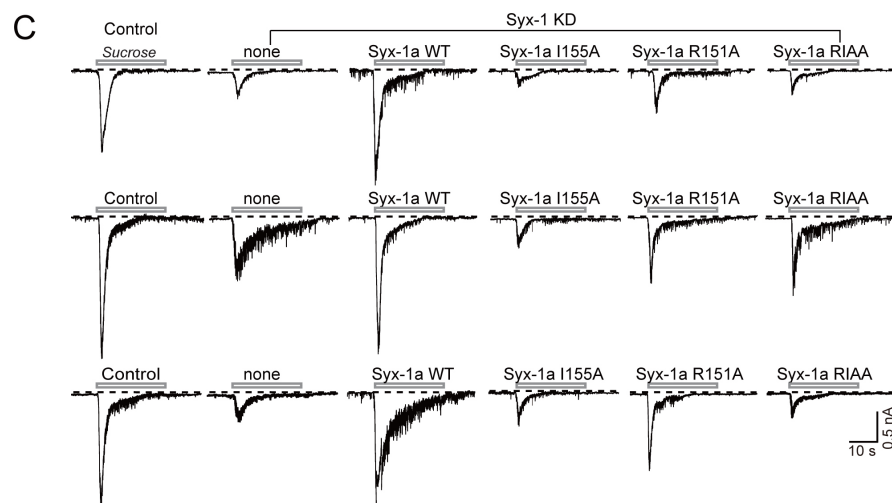 C
Syx-1 KD
Control
Sucrose
none
Syx-1a WT
Syx-1a I155A
Syx-1a R151A
Syx-1a RIAA
Control
none
Syx-1a WT
Syx-1a I155A
Syx-1a R151A
Syx-1a RIAA
Control
none
Syx-1a WT
Syx-1a I155A
Syx-1a R151A
Syx-1a RIAA
0.5 nA
10 s